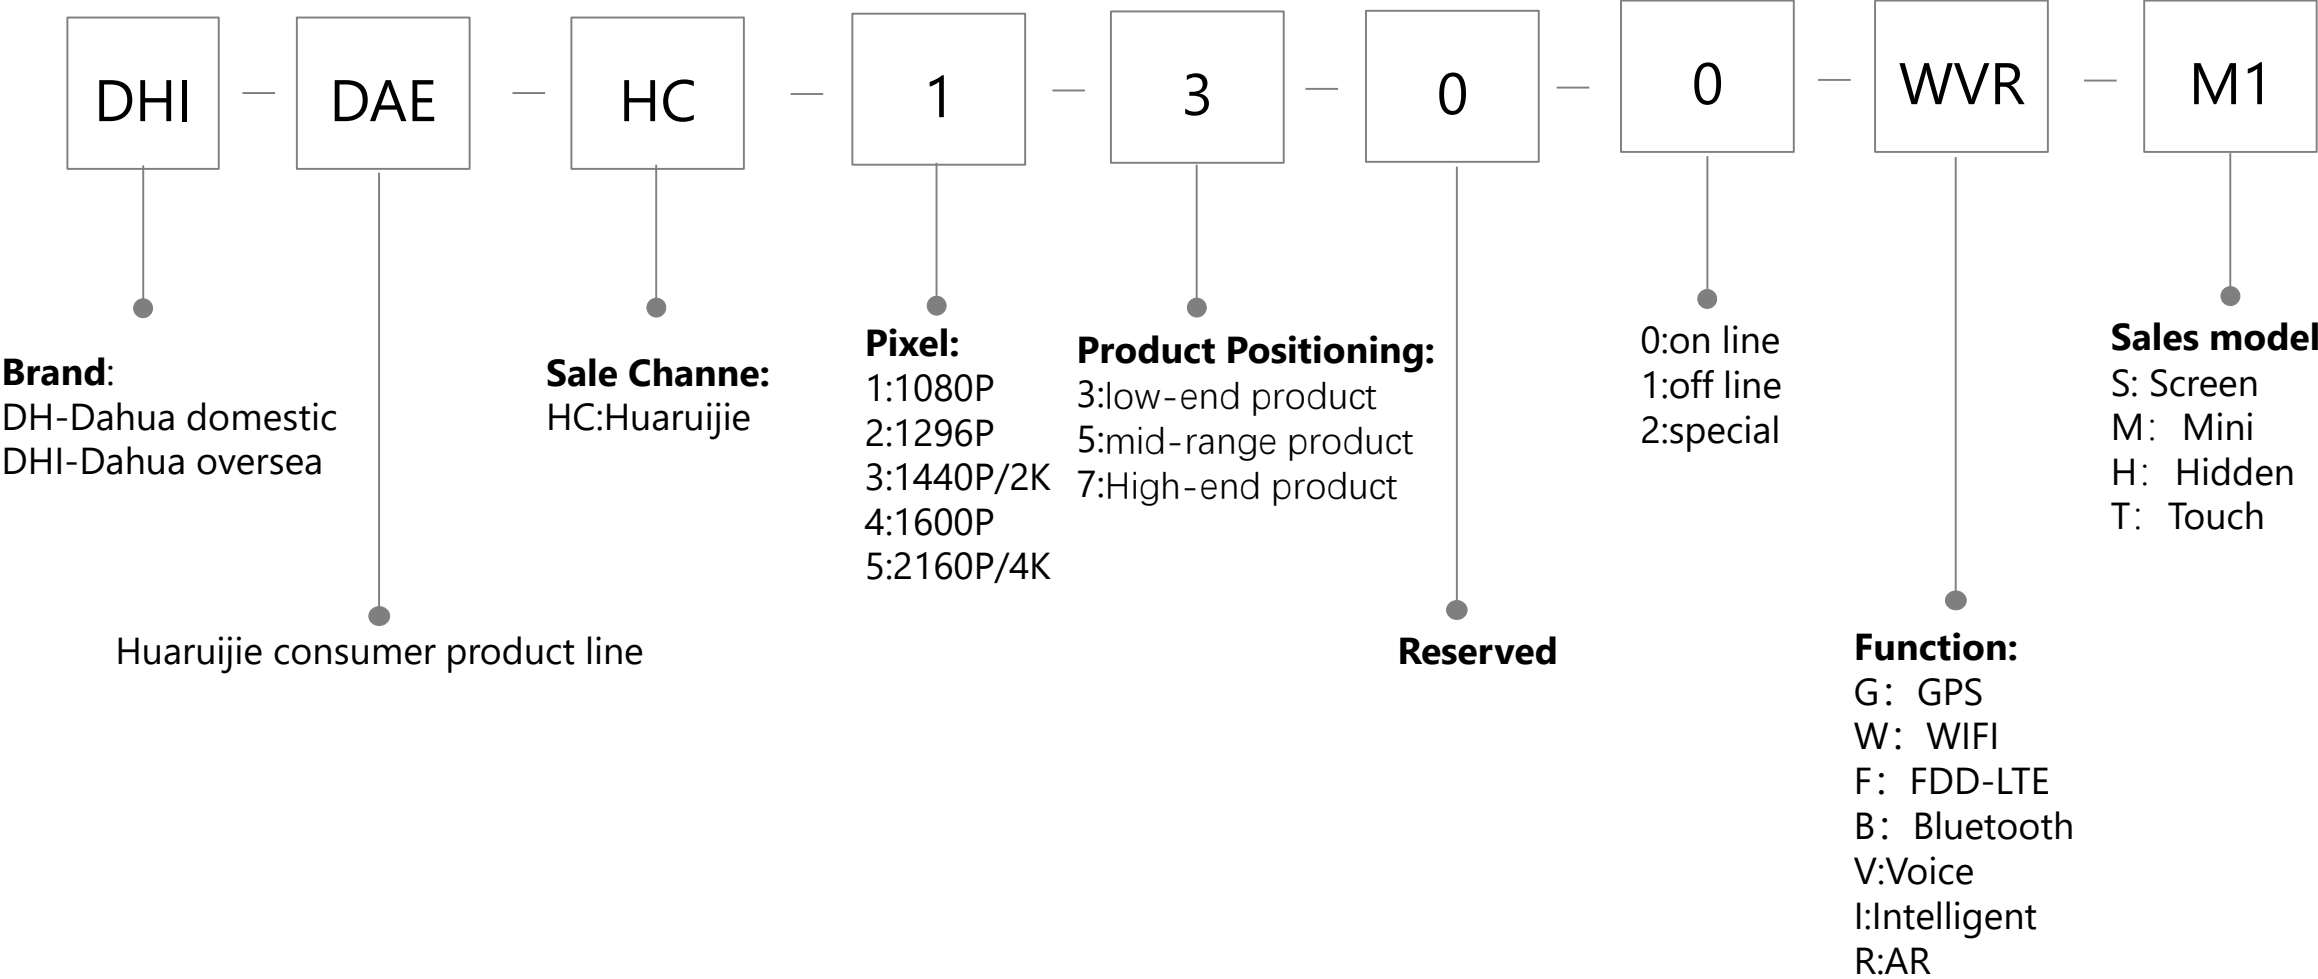 DHI — DAE — HC — 1 — 3 — 0 — 0 — WVR — M1
Brand:
DH-Dahua domestic
DHI-Dahua oversea
Huaruijie consumer product line
Sale Channe:
HC:Huaruijie
Pixel:
1:1080P
2:1296P
3:1440P/2K
4:1600P
5:2160P/4K
Product Positioning:
3:low-end product
5:mid-range product
7:High-end product
Reserved
0:on line
1:off line
2:special
Function:
G： GPS
W： WIFI
F： FDD-LTE
B： Bluetooth
V:Voice
I:Intelligent
R:AR
Sales model
S: Screen
M： Mini
H： Hidden
T： Touch